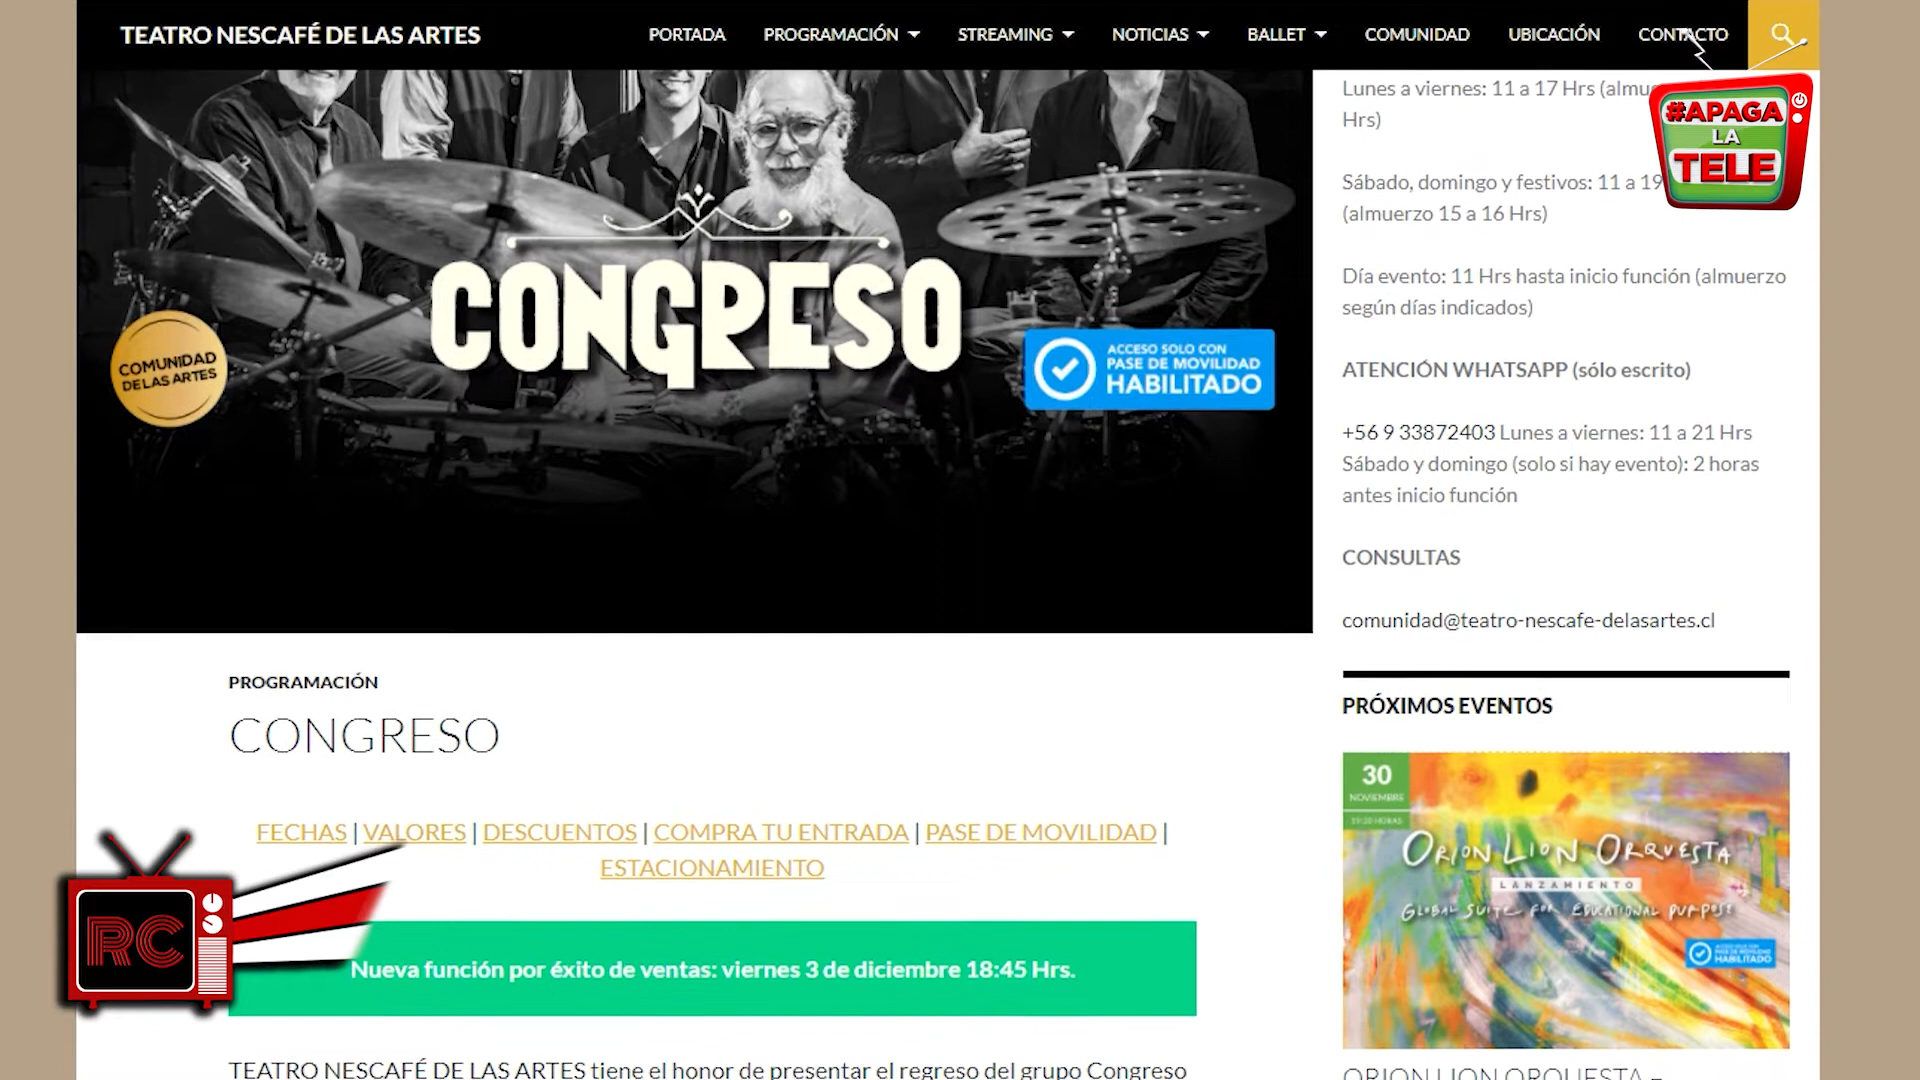 TEATRO NESCAFÉ DE LAS ARTES
PORTADA
PROGRAMACIÓN
STREAMING
NOTICIAS
BALLET
COMUNIDAD
UBICACIÓN
CONTACTO
CONGRESO
COMUNIDAD
DE LAS ARTES
ACCESO SOLO CON
PASE DE MOVILIDAD
HABILITADO
#APAGA
LA
TELE
Lunes a viernes: 11 a 17 Hrs
Hrs)
Sábado, domingo y festivos: 11 a 19
(almuerzo 15 a 16 Hrs)
Día evento: 11 Hrs hasta inicio función (almuerzo
según días indicados)
ATENCIÓN WHATSAPP (sólo escrito)
+56 9 33872403 Lunes a viernes: 11 a 21 Hrs
Sábado y domingo (solo si hay evento): 2 horas
antes inicio función
CONSULTAS
comunidad@teatro-nescafe-delasartes.cl
PRÓXIMOS EVENTOS
30
NOVIEMBRE
ORION LION ORQUESTA
LANZAMIENTO
GLOBAL SUITE FOR EDUCATIONAL PURPOSE
HABILITADO
ORION LION ORQUESTA –
PROGRAMACIÓN
CONGRESO
FECHAS | VALORES | DESCUENTOS | COMPRA TU ENTRADA | PASE DE MOVILIDAD |
ESTACIONAMIENTO
RC
Nueva función por éxito de ventas: viernes 3 de diciembre 18:45 Hrs.
TEATRO NESCAFÉ DE LAS ARTES tiene el honor de presentar el regreso del grupo Congreso